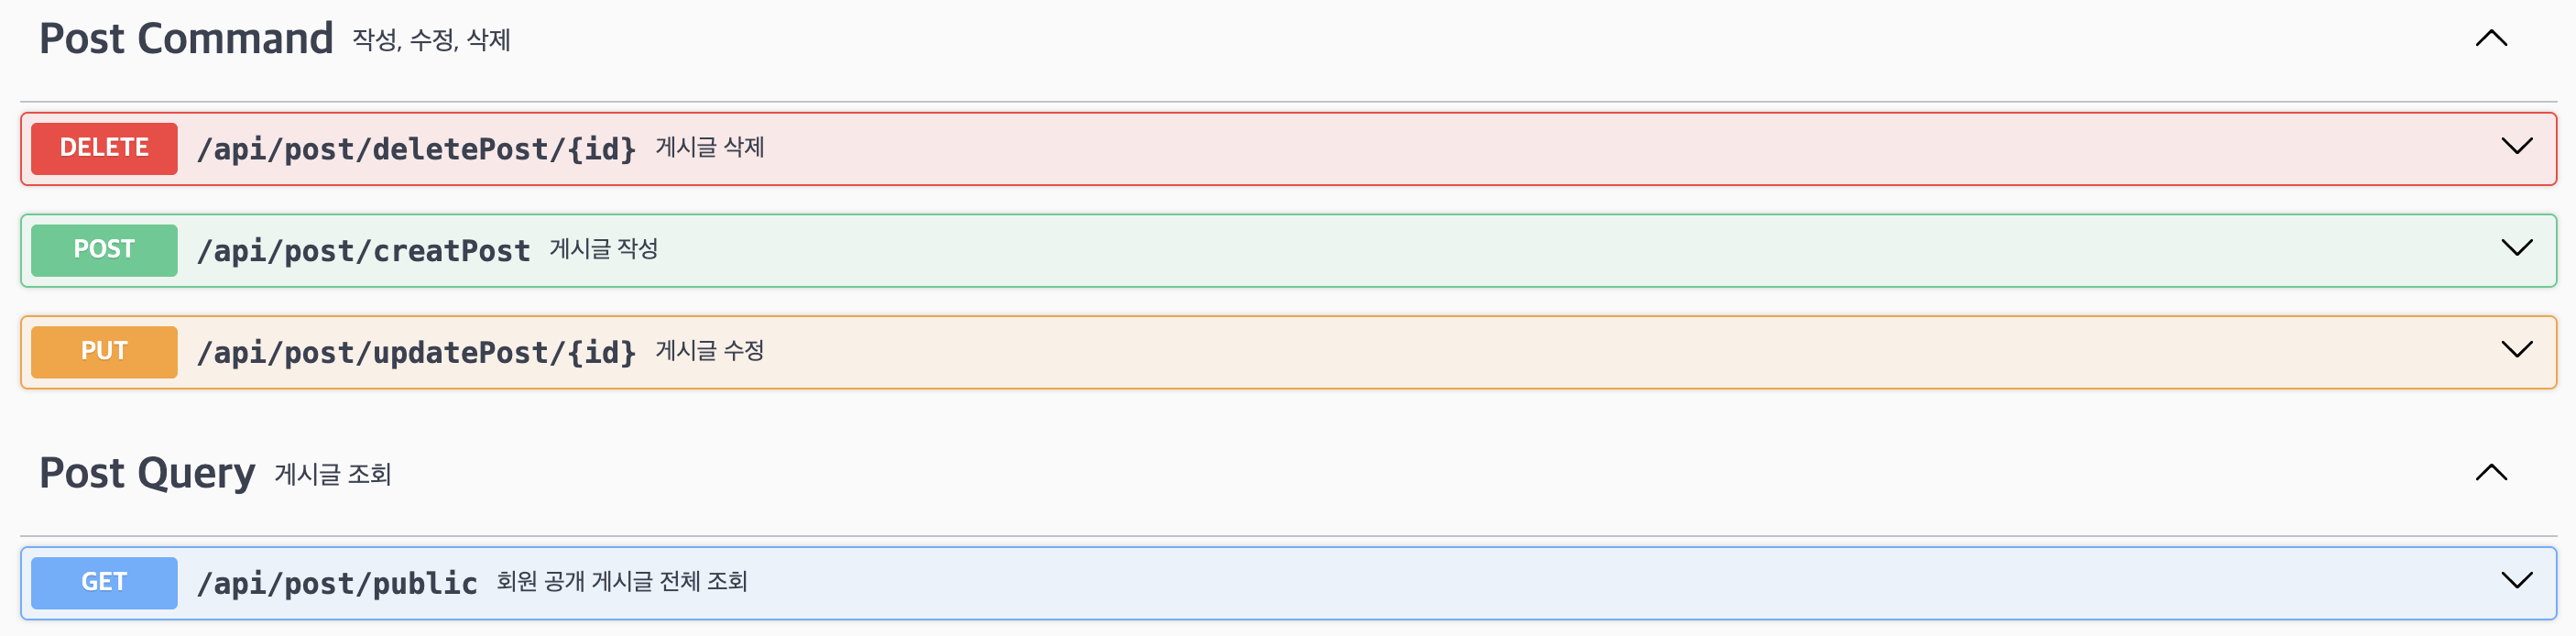 Post Command 작성, 수정, 삭제
DELETE /api/post/deletePost/{id} 게시글 삭제
POST /api/post/creatPost 게시글 작성
PUT /api/post/updatePost/{id} 게시글 수정
Post Query 게시글 조회
GET /api/post/public 회원 공개 게시글 전체 조회